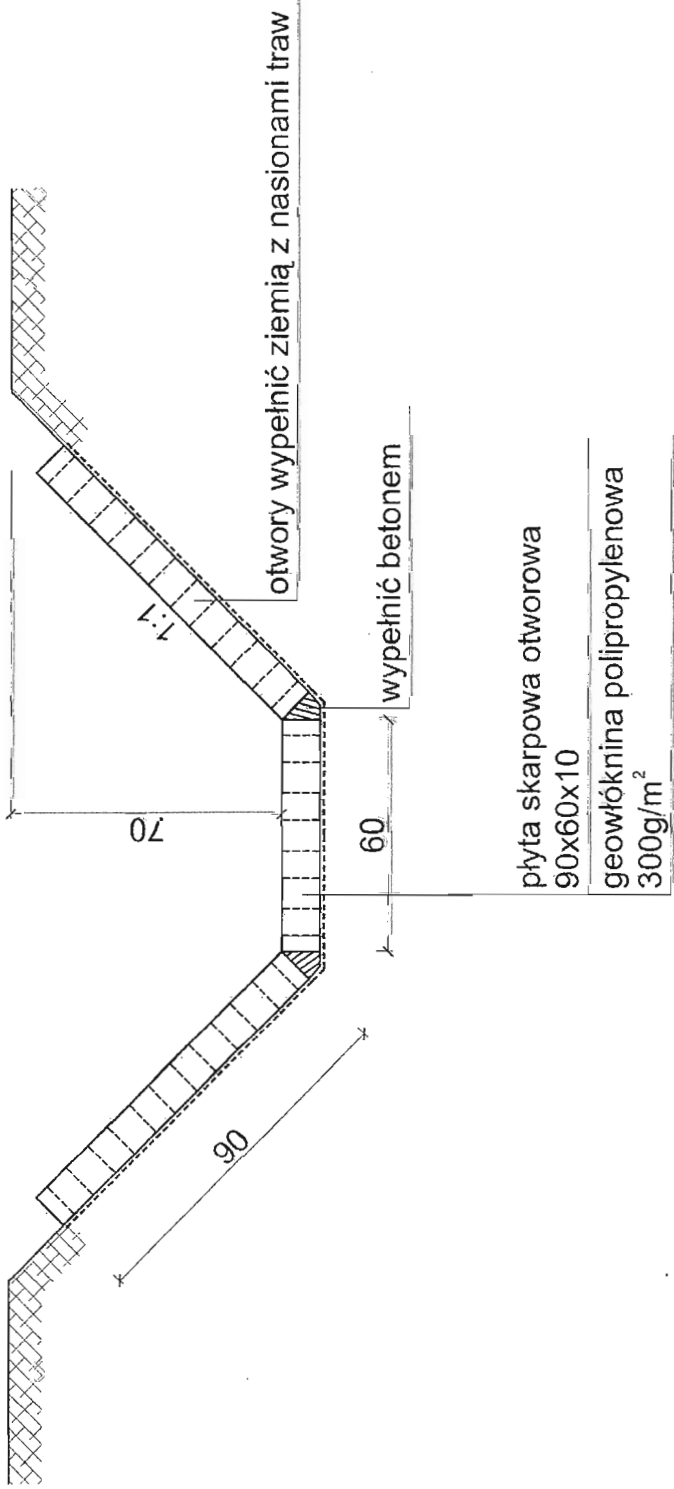 70
1:1
otwory wypełnić ziemią z nasionami traw
60
wypełnić betonem
90
płyta skarpowa otworowa
90x60x10
geowłóknina polipropylenowa
300g/m²